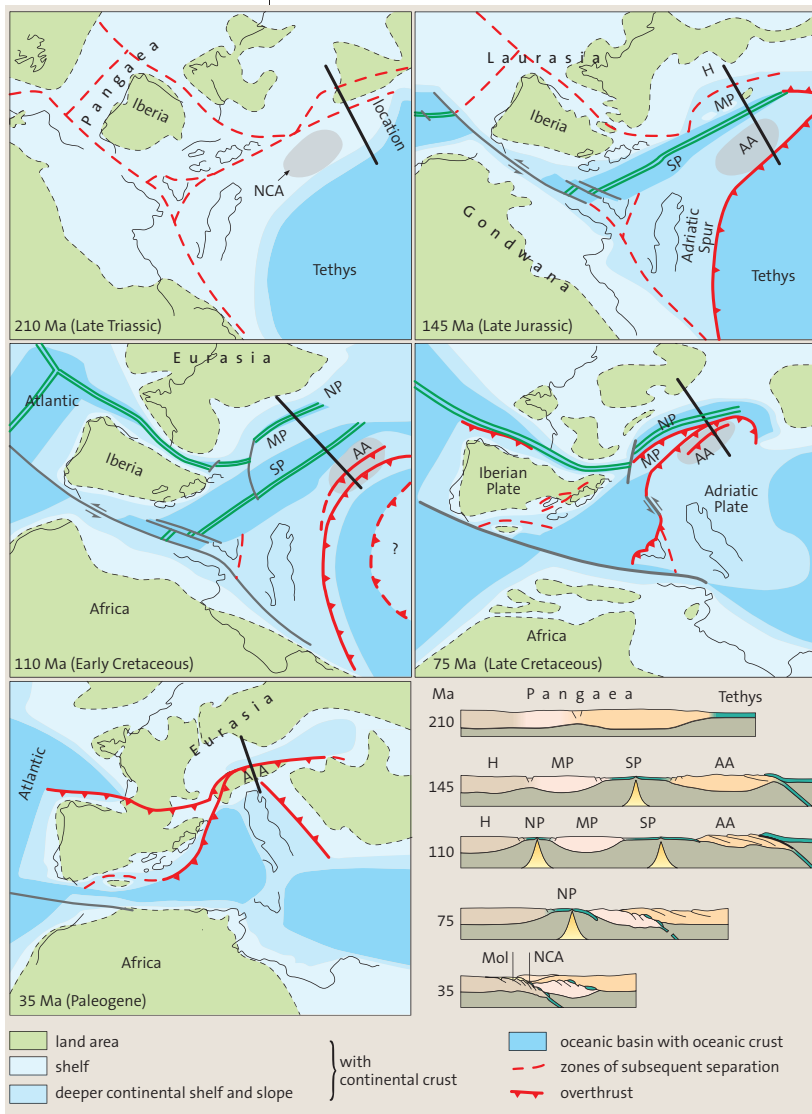 Pangaea
Iberia
location
NCA
Tethys
210 Ma (Late Triassic)
Laurasia
H
MP
Iberia
AA
SP
Gondwana
Adriatic
Spur
Tethys
145 Ma (Late Jurassic)
Eurasia
Atlantic
NP
MP
AA
Iberia
SP
?
Africa
110 Ma (Early Cretaceous)
NP
MP
AA
Iberian
Plate
Adriatic
Plate
Africa
75 Ma (Late Cretaceous)
Eurasia
Atlantic
AA
Africa
35 Ma (Paleogene)
Ma Pangaea Tethys
210
H MP SP AA
145
H NP MP SP AA
110
NP
75
Mol NCA
35
land area
shelf
deeper continental shelf and slope
with
continental crust
oceanic basin with oceanic crust
zones of subsequent separation
overthrust